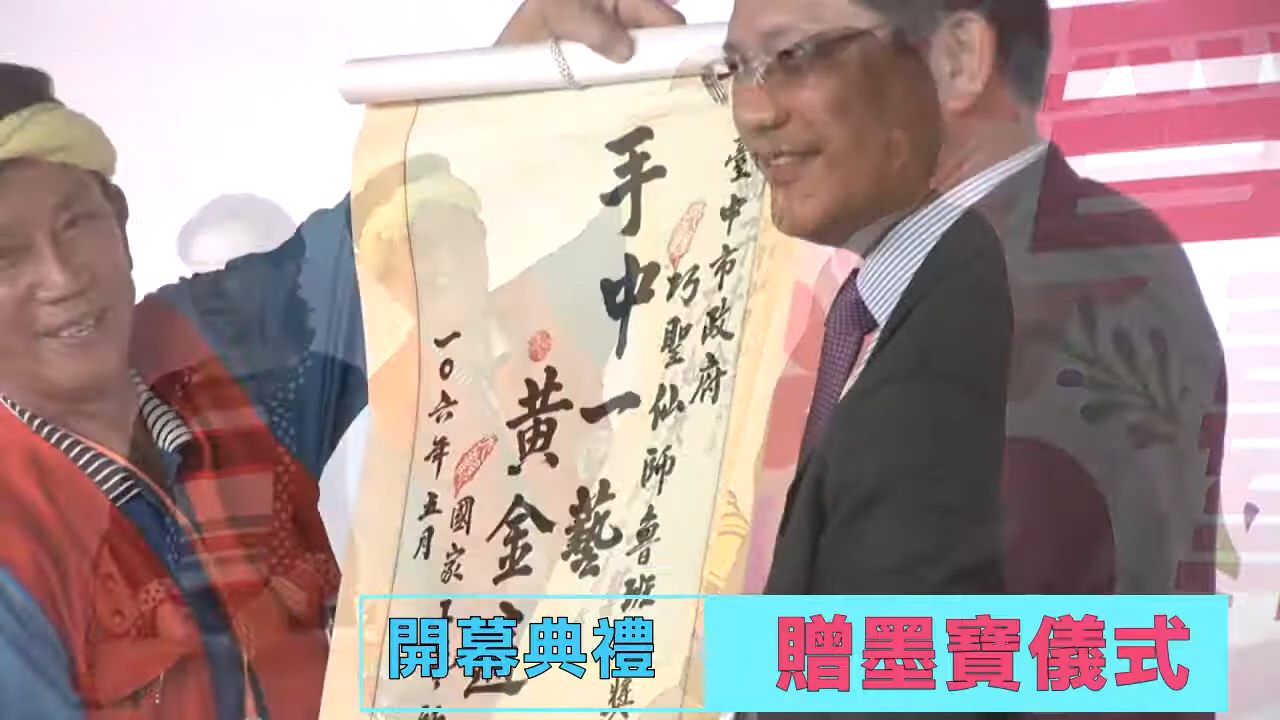 臺中市政府
巧聖仙師魯班獎
手中一藝
黃金
國家
一〇六年五月
開幕典禮
贈墨寶儀式